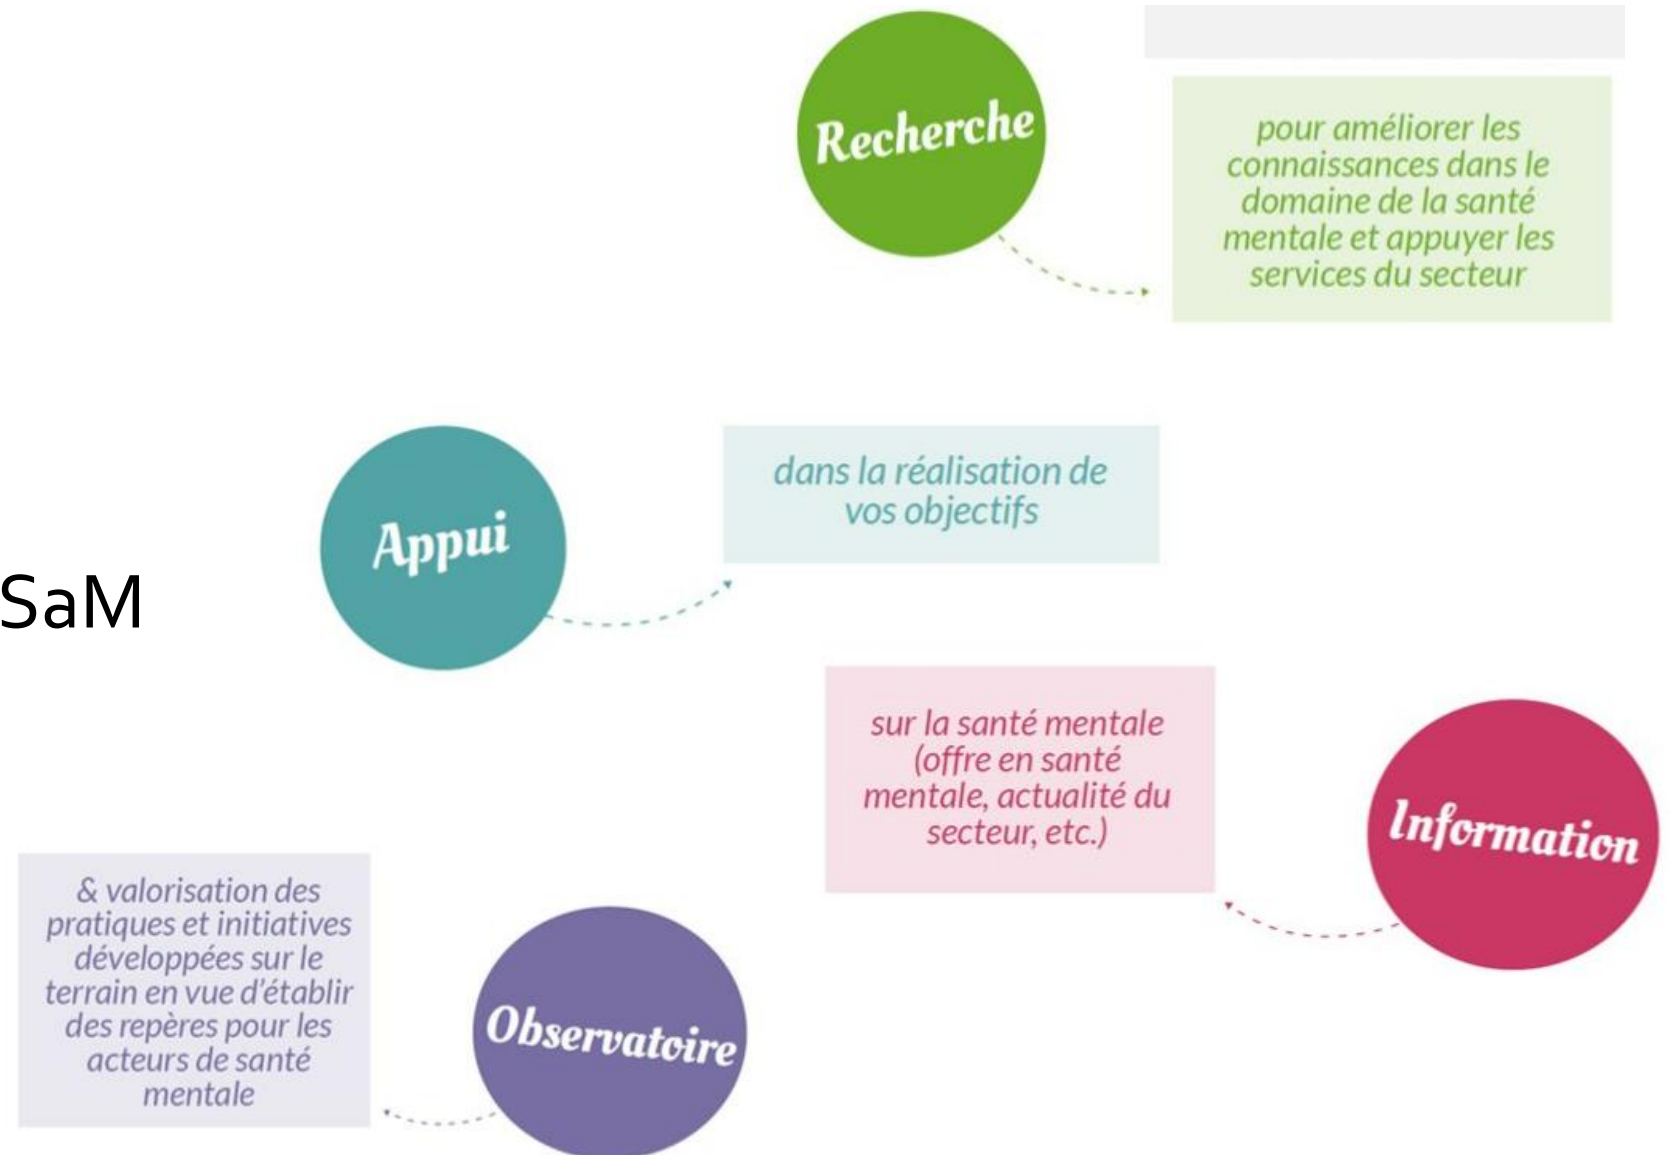 Recherche
pour améliorer les
connaissances dans le
domaine de la santé
mentale et appuyer les
services du secteur
Appui
dans la réalisation de
vos objectifs
SaM
sur la santé mentale
(offre en santé
mentale, actualité du
secteur, etc.)
Information
& valorisation des
pratiques et initiatives
développées sur le
terrain en vue d’établir
des repères pour les
acteurs de santé
mentale
Observatoire